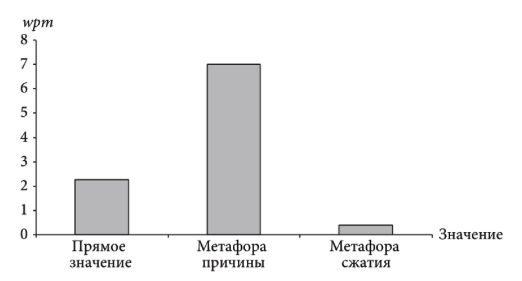 wpm
8
7
6
5
4
3
2
1
0
Значение
Прямое
значение
Метафора
причины
Метафора
сжатия